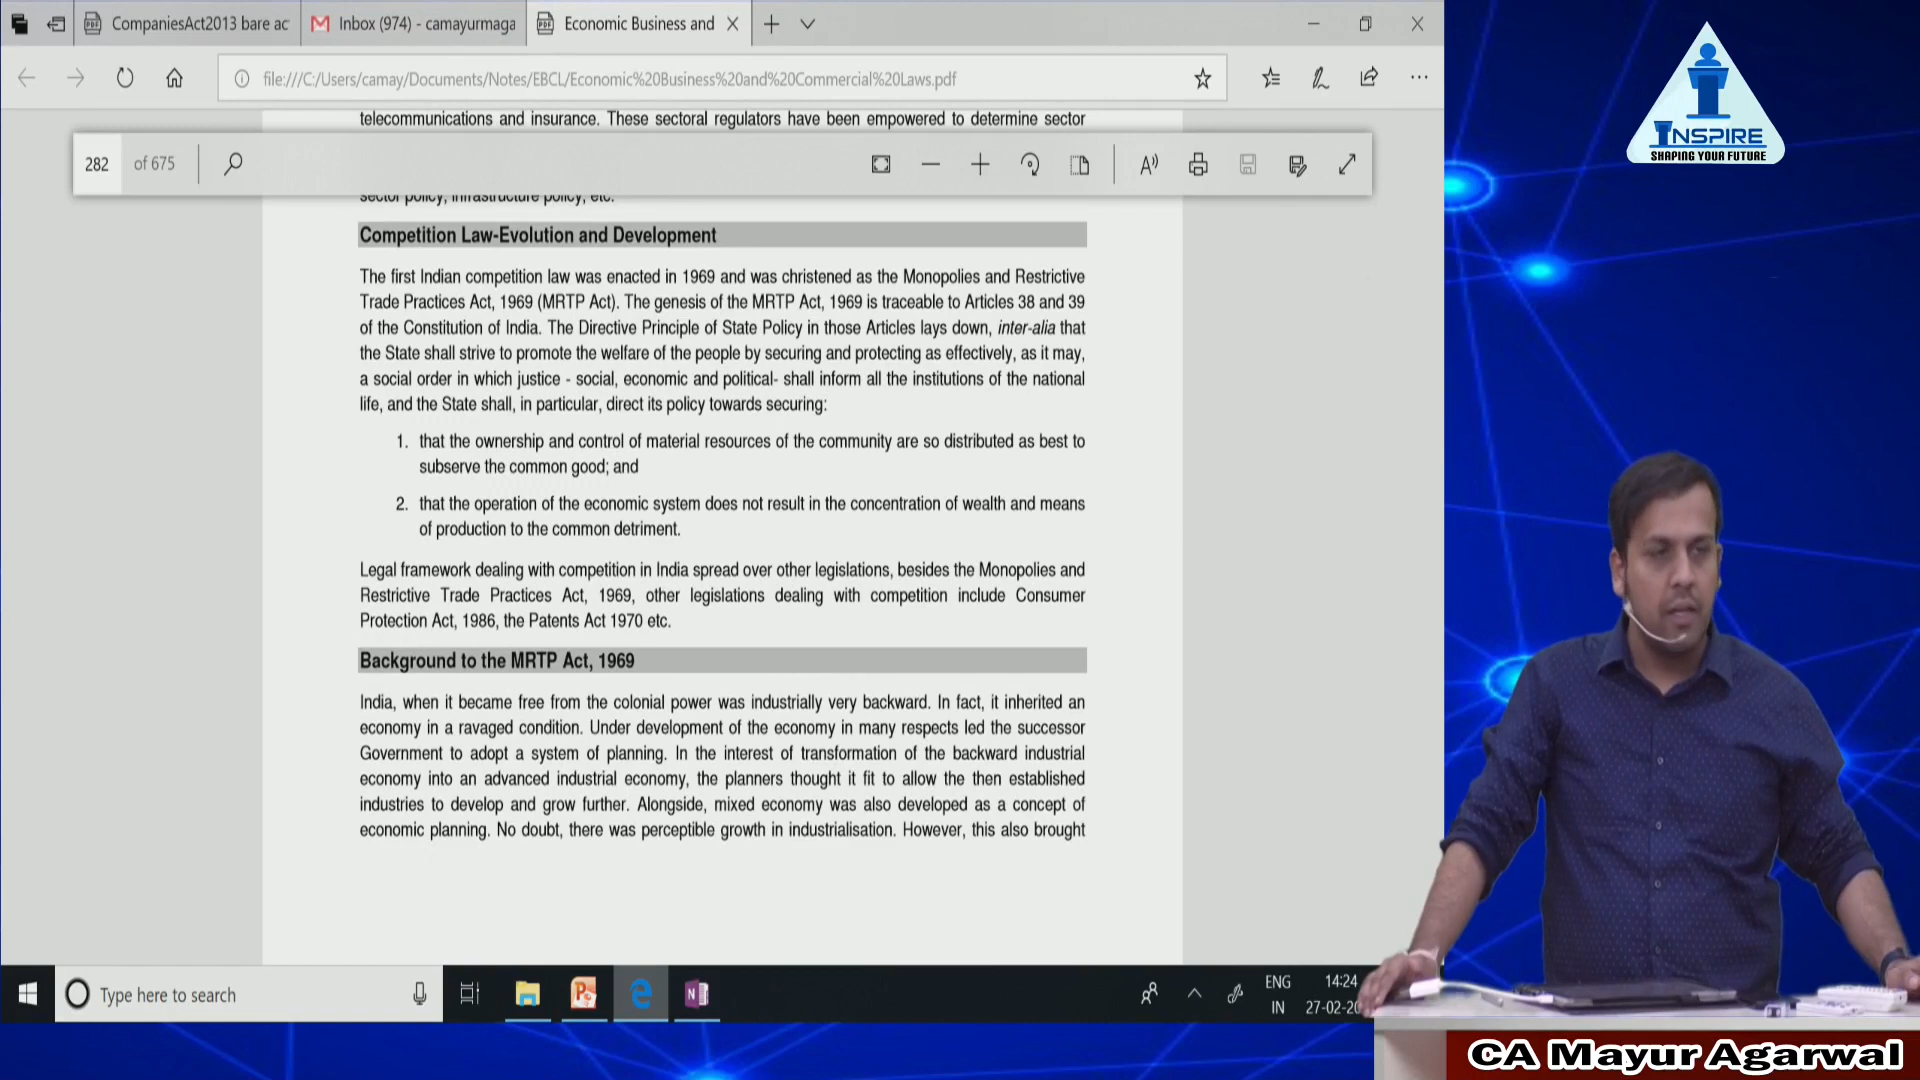 CompaniesAct2013 bare ac
Inbox (974) - camayurmaga
Economic Business and
file:///C:/Users/camay/Documents/Notes/EBCL/Economic%20Business%20and%20Commercial%20Laws.pdf
telecommunications and insurance. These sectoral regulators have been empowered to determine sector
282 of 675
sector policy, infrastructure policy, etc.
Competition Law-Evolution and Development
The first Indian competition law was enacted in 1969 and was christened as the Monopolies and Restrictive
Trade Practices Act, 1969 (MRTP Act). The genesis of the MRTP Act, 1969 is traceable to Articles 38 and 39
of the Constitution of India. The Directive Principle of State Policy in those Articles lays down, inter-alia that
the State shall strive to promote the welfare of the people by securing and protecting as effectively, as it may,
a social order in which justice - social, economic and political- shall inform all the institutions of the national
life, and the State shall, in particular, direct its policy towards securing:
1. that the ownership and control of material resources of the community are so distributed as best to
subserve the common good; and
2. that the operation of the economic system does not result in the concentration of wealth and means
of production to the common detriment.
Legal framework dealing with competition in India spread over other legislations, besides the Monopolies and
Restrictive Trade Practices Act, 1969, other legislations dealing with competition include Consumer
Protection Act, 1986, the Patents Act 1970 etc.
Background to the MRTP Act, 1969
India, when it became free from the colonial power was industrially very backward. In fact, it inherited an
economy in a ravaged condition. Under development of the economy in many respects led the successor
Government to adopt a system of planning. In the interest of transformation of the backward industrial
economy into an advanced industrial economy, the planners thought it fit to allow the then established
industries to develop and grow further. Alongside, mixed economy was also developed as a concept of
economic planning. No doubt, there was perceptible growth in industrialisation. However, this also brought
Type here to search
ENG
IN
14:24
27-02-20
INSPIRE
SHAPING YOUR FUTURE
CA Mayur Agarwal